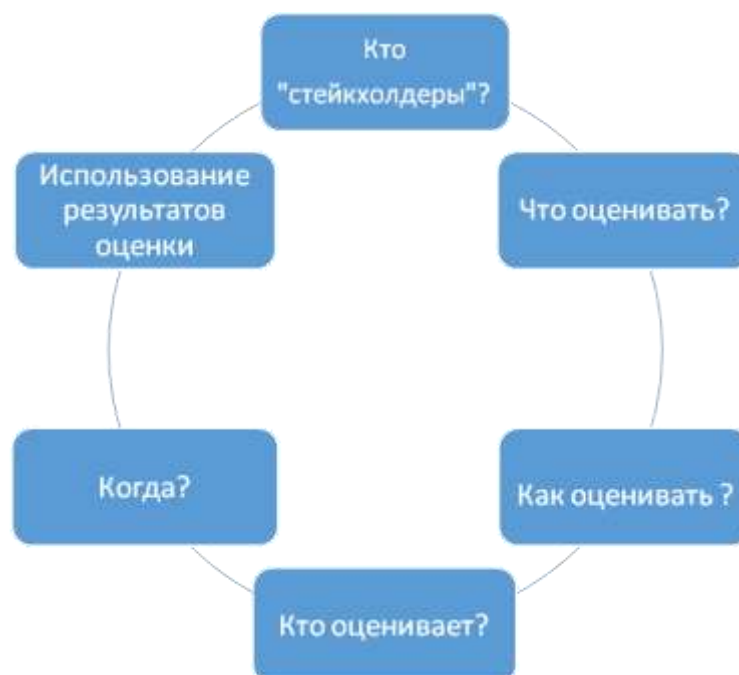 Кто
"стейкхолдеры"?
Что оценивать?
Как оценивать ?
Кто оценивает?
Когда?
Использование
результатов
оценки